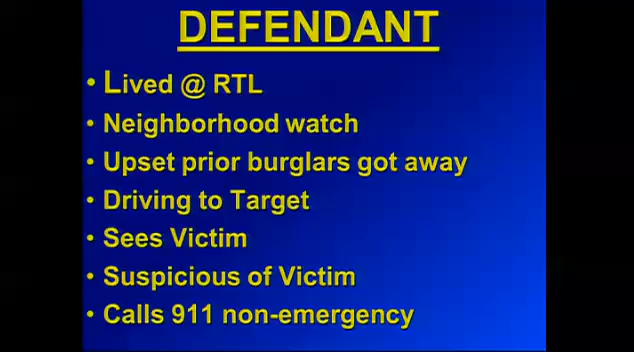 DEFENDANT
• Lived @ RTL
• Neighborhood watch
• Upset prior burglars got away
• Driving to Target
• Sees Victim
• Suspicious of Victim
• Calls 911 non-emergency